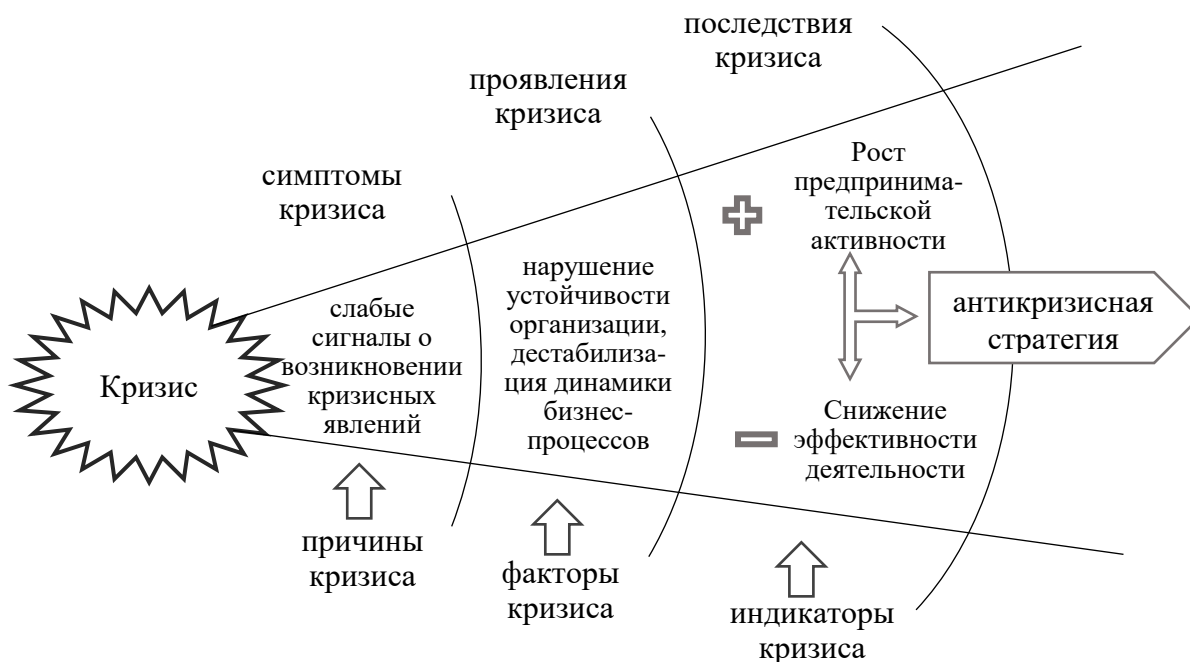 последствия
кризиса
проявления
кризиса
симптомы
кризиса
Кризис
слабые
сигналы о
возникновении
кризисных
явлений
нарушение
устойчивости
организации,
дестабилиза-
ция динамики
бизнес-
процессов
Рост
предпринима-
тельской
активности
Снижение
эффективности
деятельности
антикризисная
стратегия
причины
кризиса
факторы
кризиса
индикаторы
кризиса